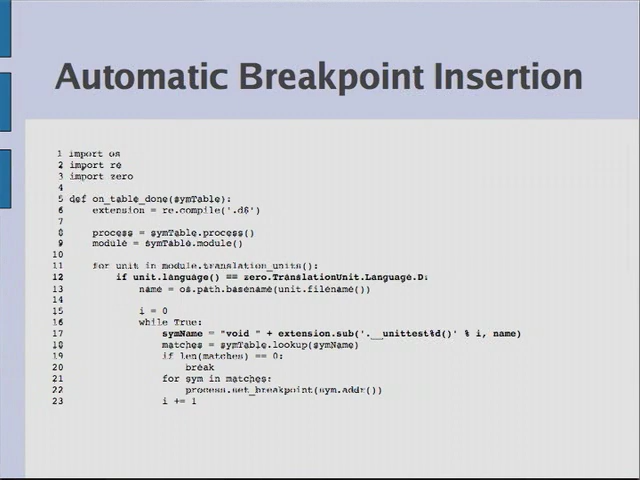 Automatic Breakpoint Insertion
1 import os
2 import re
3 import zero
4
5 def on_table_done(symTable):
6     extension = re.compile('.d$')
7
8     process = symTable.process()
9     module = symTable.module()
10
11     for unit in module.translation_units():
12         if unit.language() == zero.TranslationUnit.Language.D:
13             name = os.path.basename(unit.filename())
14
15             i = 0
16             while True:
17                 symName = "void " + extension.sub('.__unittest%d()' % i, name)
18                 matches = symTable.lookup(symName)
19                 if len(matches) == 0:
20                     break
21                 for sym in matches:
22                     process.set_breakpoint(sym.addr())
23                 i += 1